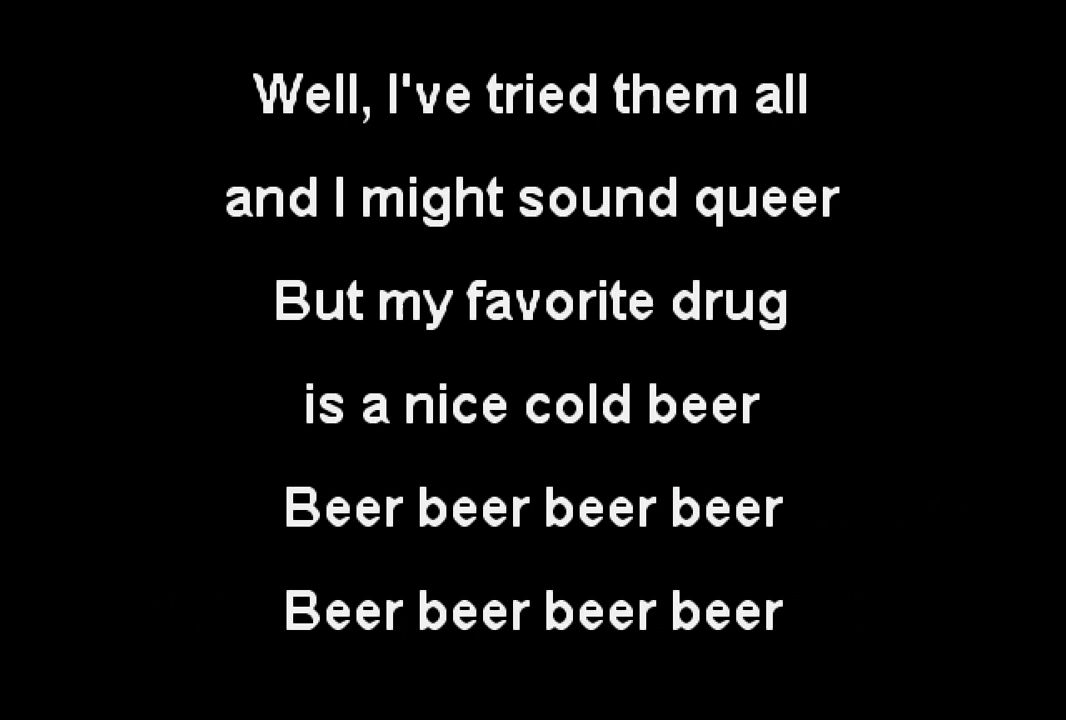 Well, I've tried them all
and I might sound queer
But my favorite drug
is a nice cold beer
Beer beer beer beer
Beer beer beer beer